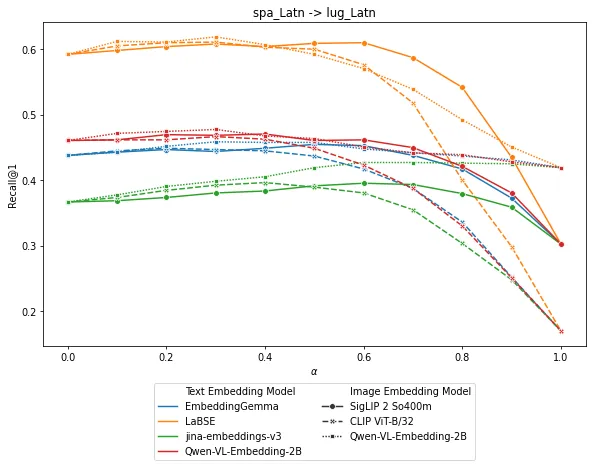 spa_Latn -> lug_Latn
Recall@1
0.6
0.5
0.4
0.3
0.2
0.0 0.2 0.4 0.6 0.8 1.0
α
Text Embedding Model
EmbeddingGemma
LaBSE
jina-embeddings-v3
Qwen-VL-Embedding-2B
Image Embedding Model
SigLIP 2 So400m
CLIP ViT-B/32
Qwen-VL-Embedding-2B